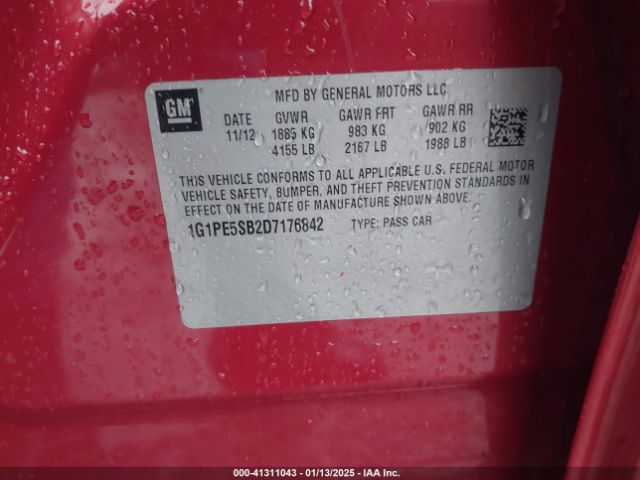 GM
MFD BY GENERAL MOTORS LLC
DATE GVWR GAWR FRT GAWR RR
11/12 1885 KG 983 KG 902 KG
4155 LB 2167 LB 1988 LB
THIS VEHICLE CONFORMS TO ALL APPLICABLE U.S. FEDERAL MOTOR
VEHICLE SAFETY, BUMPER, AND THEFT PREVENTION STANDARDS IN
EFFECT ON THE DATE OF MANUFACTURE SHOWN ABOVE.
1G1PE5SB2D7176842 TYPE: PASS CAR
000-41311043 - 01/13/2025 - IAA Inc.